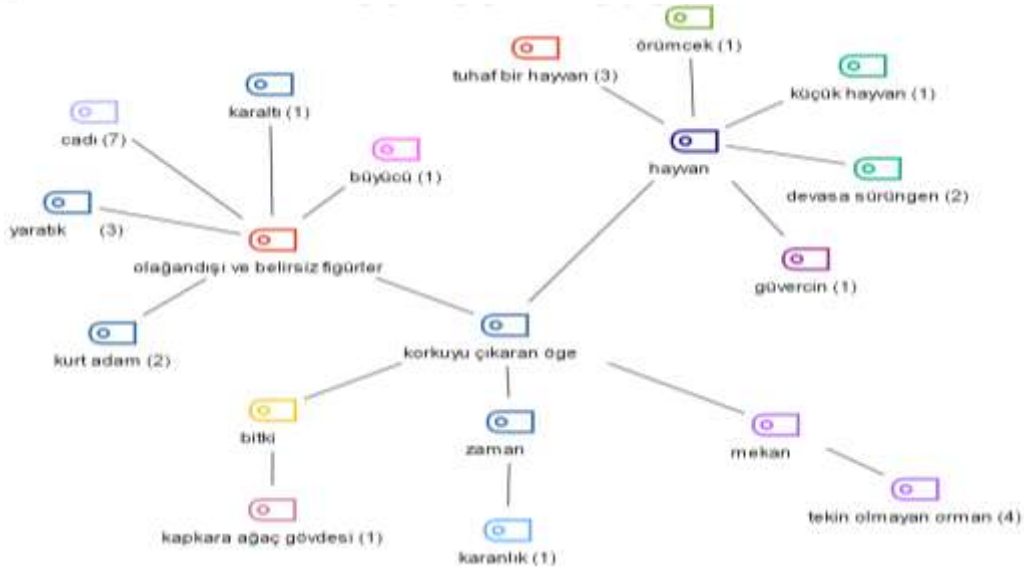 örümcek (1)
tuhaf bir hayvan (3)
küçük hayvan (1)
karaltı (1)
cadı (7)
hayvan
büyücü (1)
devasa sürüngen (2)
yaratık (3)
olağandışı ve belirsiz figürler
güvercin (1)
kurt adam (2)
korkuyu çıkaran öge
bitki
zaman
mekan
tekin olmayan orman (4)
kapkara ağaç gövdesi (1)
karanlık (1)